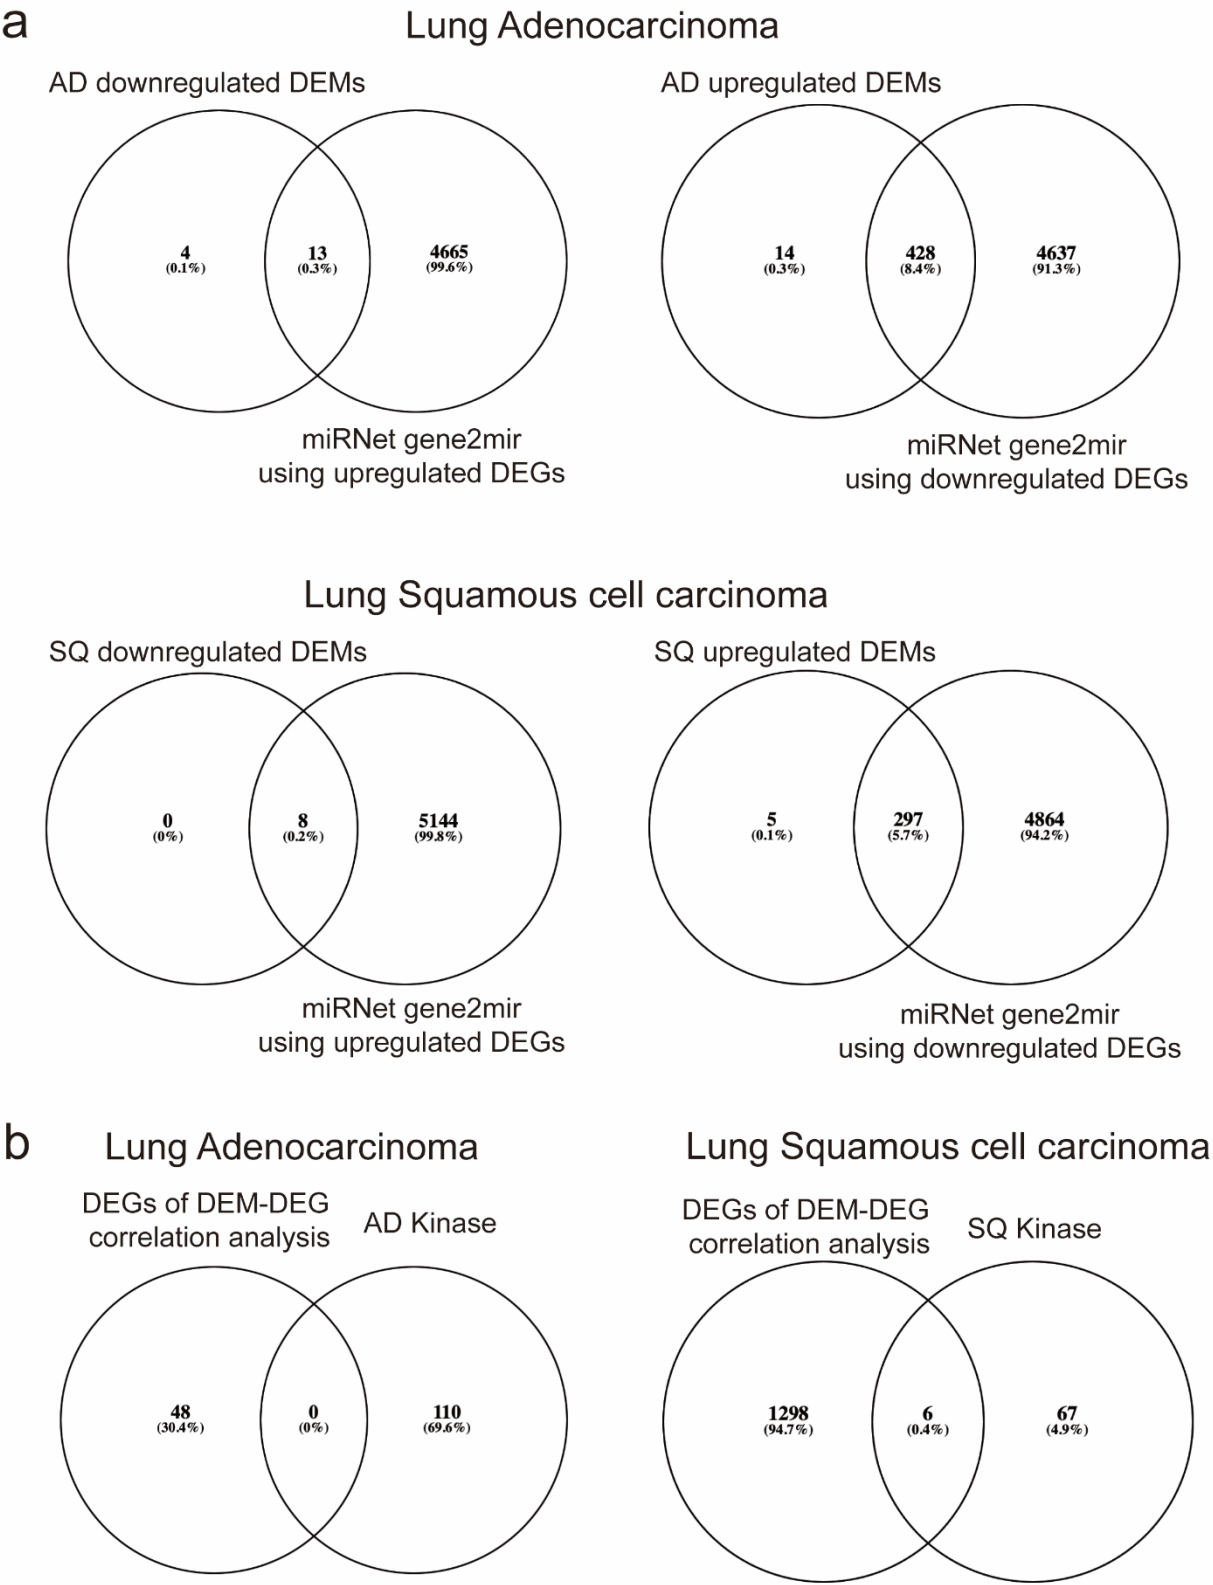 a
Lung Adenocarcinoma
AD downregulated DEMs
AD upregulated DEMs
4
(0.1%)
13
(0.3%)
4665
(99.6%)
14
(0.3%)
428
(8.4%)
4637
(91.3%)
miRNet gene2mir
using upregulated DEGs
miRNet gene2mir
using downregulated DEGs
Lung Squamous cell carcinoma
SQ downregulated DEMs
SQ upregulated DEMs
0
(0%)
8
(0.2%)
5144
(99.8%)
5
(0.1%)
297
(5.7%)
4864
(94.2%)
miRNet gene2mir
using upregulated DEGs
miRNet gene2mir
using downregulated DEGs
b
Lung Adenocarcinoma
Lung Squamous cell carcinoma
DEGs of DEM-DEG
correlation analysis
AD Kinase
DEGs of DEM-DEG
correlation analysis
SQ Kinase
48
(30.4%)
0
(0%)
110
(69.6%)
1298
(94.7%)
6
(0.4%)
67
(4.9%)